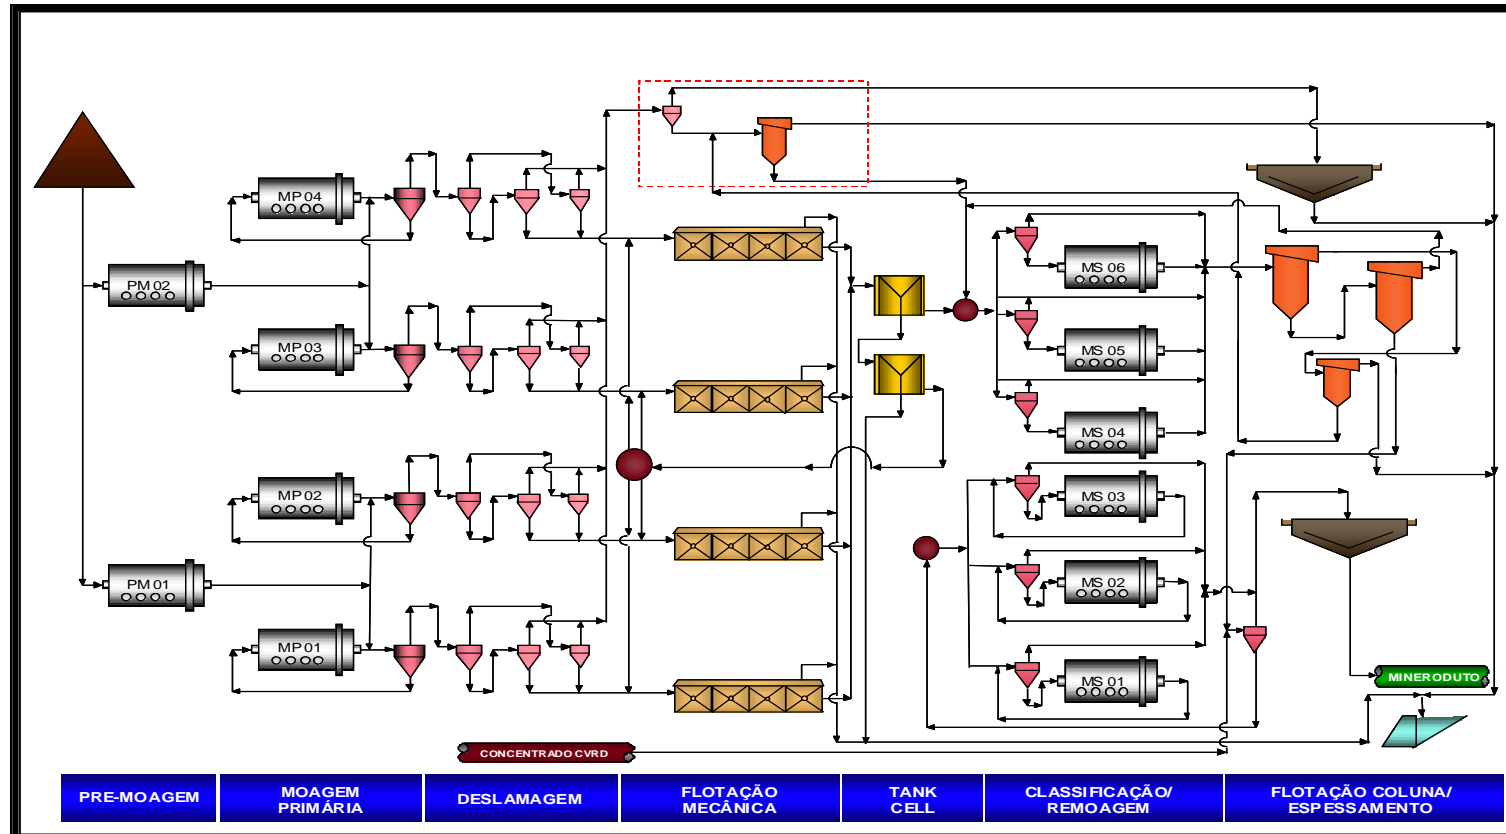 MP 04
MS 06
PM 02
MP 03
MS 05
MS 04
MP 02
MS 03
PM 01
MS 02
MP 01
MS 01
MINERODUTO
CONCENTRADO CVRD
PRE-MOAGEM
MOAGEM
PRIMÁRIA
DESLAMAGEM
FLOTAÇÃO
MECÂNICA
TANK
CELL
CLASSIFICAÇÃO/
REMOAGEM
FLOTAÇÃO COLUNA/
ESPESSAMENTO